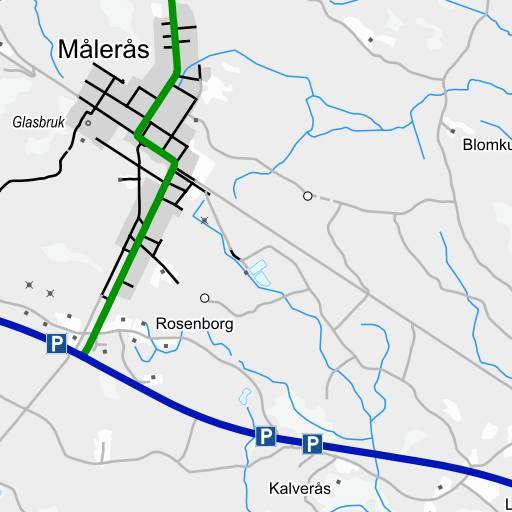 Målerås
Glasbruk
Blomku
Rosenborg
P
P
P
Kalverås
L